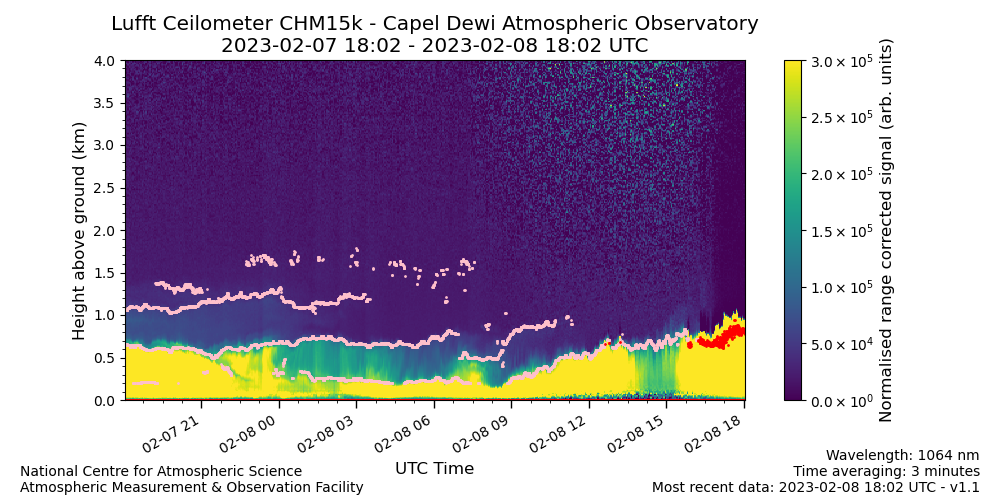 Lufft Ceilometer CHM15k - Capel Dewi Atmospheric Observatory
2023-02-07 18:02 - 2023-02-08 18:02 UTC
Height above ground (km)
4.0
3.5
3.0
2.5
2.0
1.5
1.0
0.5
0.0
02-07 21
02-08 00
02-08 03
02-08 06
02-08 09
02-08 12
02-08 15
02-08 18
UTC Time
3.0 × 10⁵
2.5 × 10⁵
2.0 × 10⁵
1.5 × 10⁵
1.0 × 10⁵
5.0 × 10⁴
0.0 × 10⁰
Normalised range corrected signal (arb. units)
National Centre for Atmospheric Science
Atmospheric Measurement & Observation Facility
Wavelength: 1064 nm
Time averaging: 3 minutes
Most recent data: 2023-02-08 18:02 UTC - v1.1